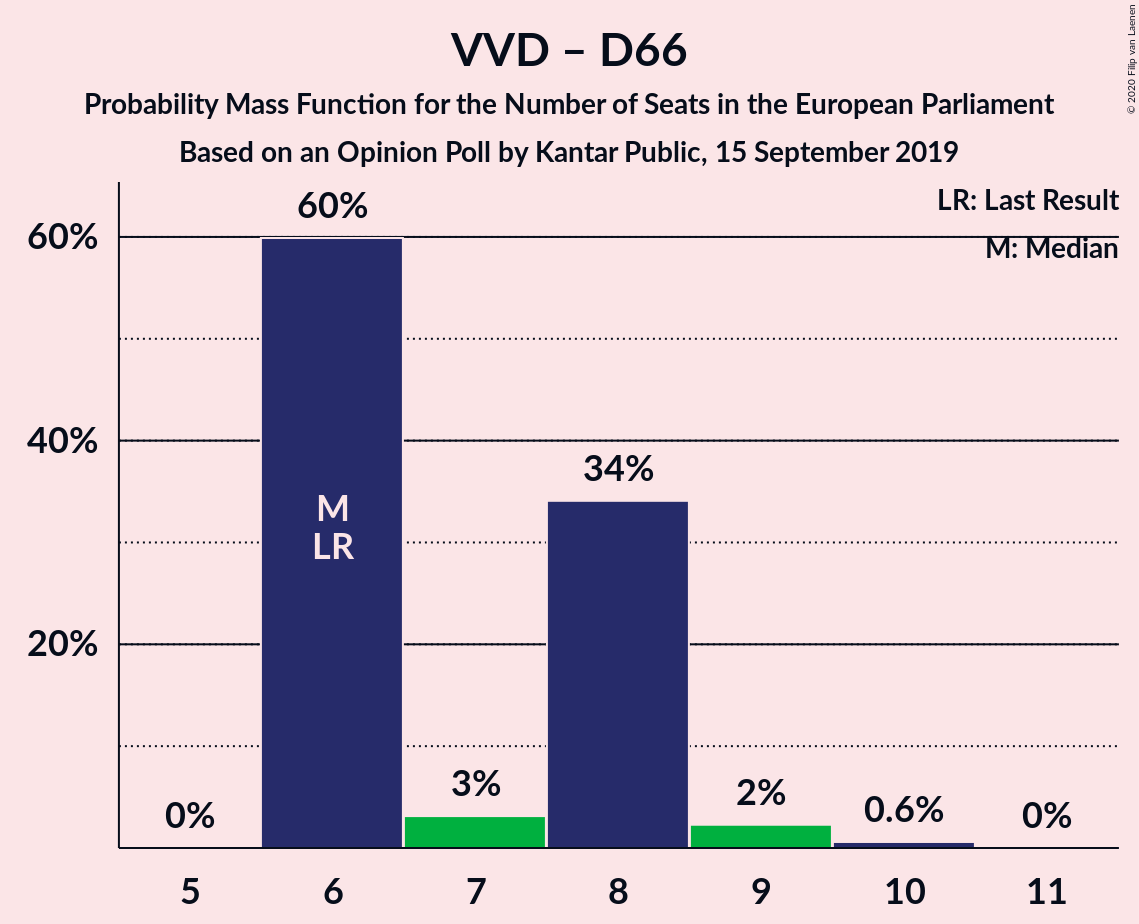 VVD – D66
Probability Mass Function for the Number of Seats in the European Parliament
Based on an Opinion Poll by Kantar Public, 15 September 2019
© 2020 Filip van Laenen
LR: Last Result
M: Median
60%
40%
20%
0%
60%
M
LR
3%
34%
2%
0.6%
0%
5
6
7
8
9
10
11